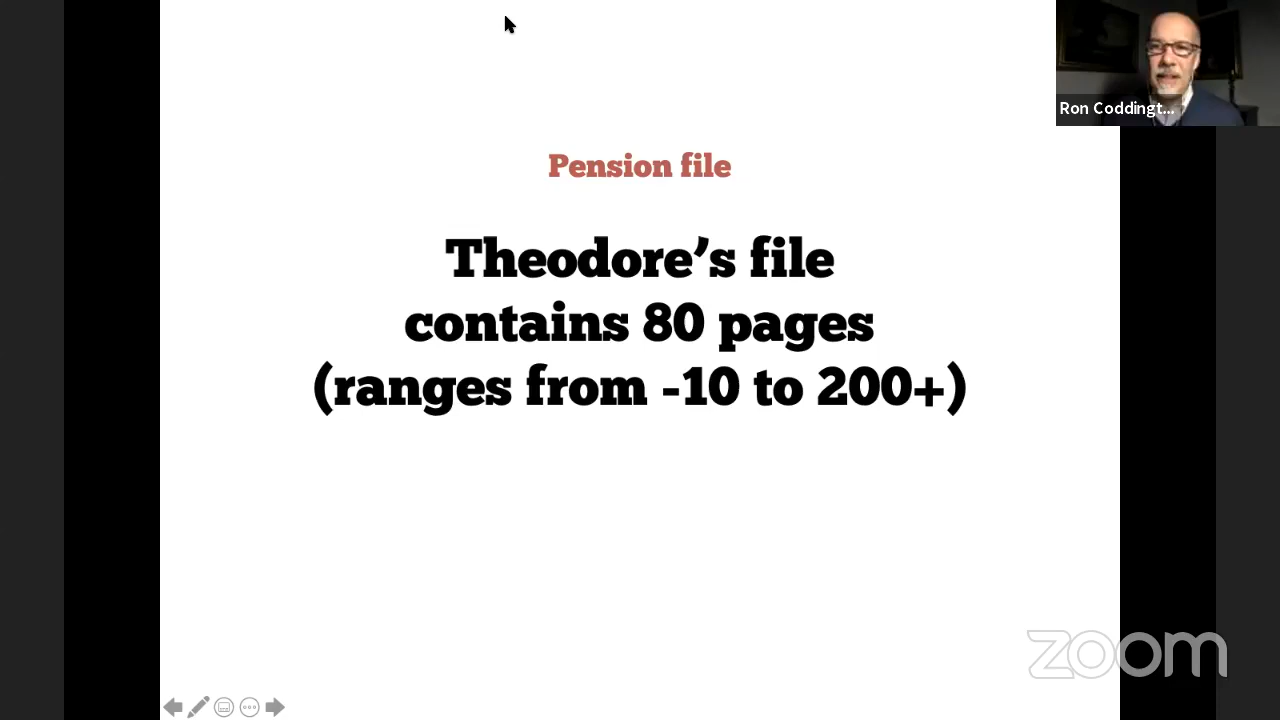 Ron Coddingt...
Pension file
Theodore’s file
contains 80 pages
(ranges from -10 to 200+)
zoom